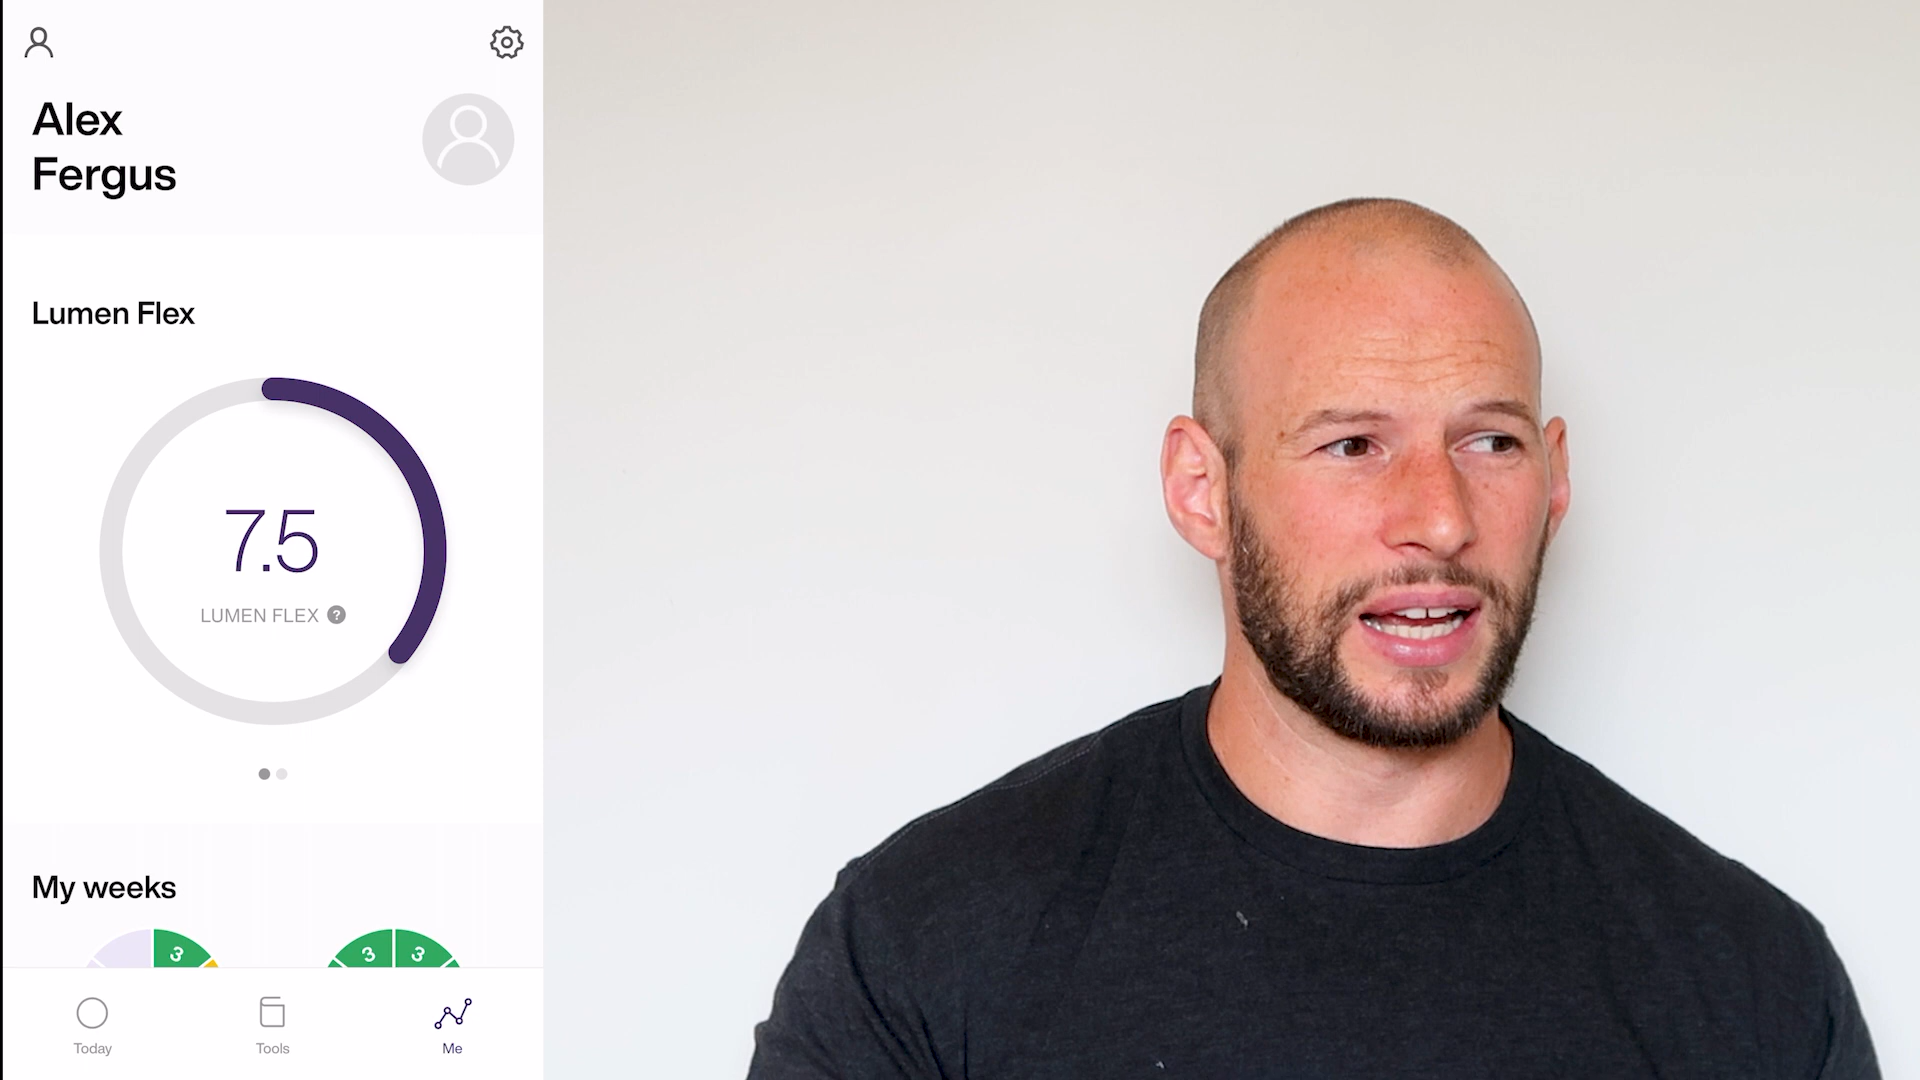 Alex
Fergus
Lumen Flex
7.5
LUMEN FLEX ?
My weeks
3
3 3
Today
Tools
Me